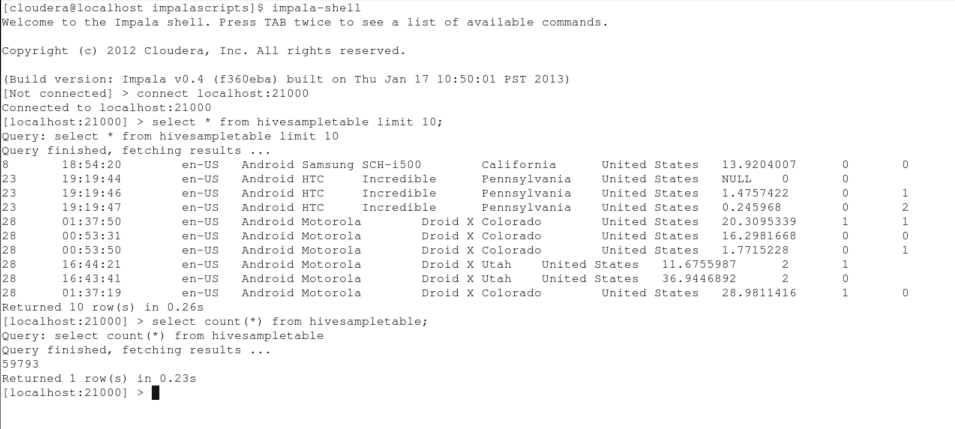 [cloudera@localhost impalascripts]$ impala-shell
Welcome to the Impala shell. Press TAB twice to see a list of available commands.
Copyright (c) 2012 Cloudera, Inc. All rights reserved.
(Build version: Impala v0.4 (f360eba) built on Thu Jan 17 10:50:01 PST 2013)
[Not connected] > connect localhost:21000
Connected to localhost:21000
[localhost:21000] > select * from hivesampletable limit 10;
Query: select * from hivesampletable limit 10
Query finished, fetching results ...
8 18:54:20 en-US Android Samsung SCH-i500 California United States 13.9204007 0 0
23 19:19:44 en-US Android HTC Incredible Pennsylvania United States NULL 0 0
23 19:19:46 en-US Android HTC Incredible Pennsylvania United States 1.4757422 0 1
23 19:19:47 en-US Android HTC Incredible Pennsylvania United States 0.245968 0 2
28 01:37:50 en-US Android Motorola Droid X Colorado United States 20.3095339 1 1
28 00:53:31 en-US Android Motorola Droid X Colorado United States 16.2981668 0 0
28 00:53:50 en-US Android Motorola Droid X Colorado United States 1.7715228 0 1
28 16:44:21 en-US Android Motorola Droid X Utah United States 11.6755987 2 1
28 16:43:41 en-US Android Motorola Droid X Utah United States 36.9446892 2 0
28 01:37:19 en-US Android Motorola Droid X Colorado United States 28.9811416 1 0
Returned 10 row(s) in 0.26s
[localhost:21000] > select count(*) from hivesampletable;
Query: select count(*) from hivesampletable
Query finished, fetching results ...
59793
Returned 1 row(s) in 0.23s
[localhost:21000] >